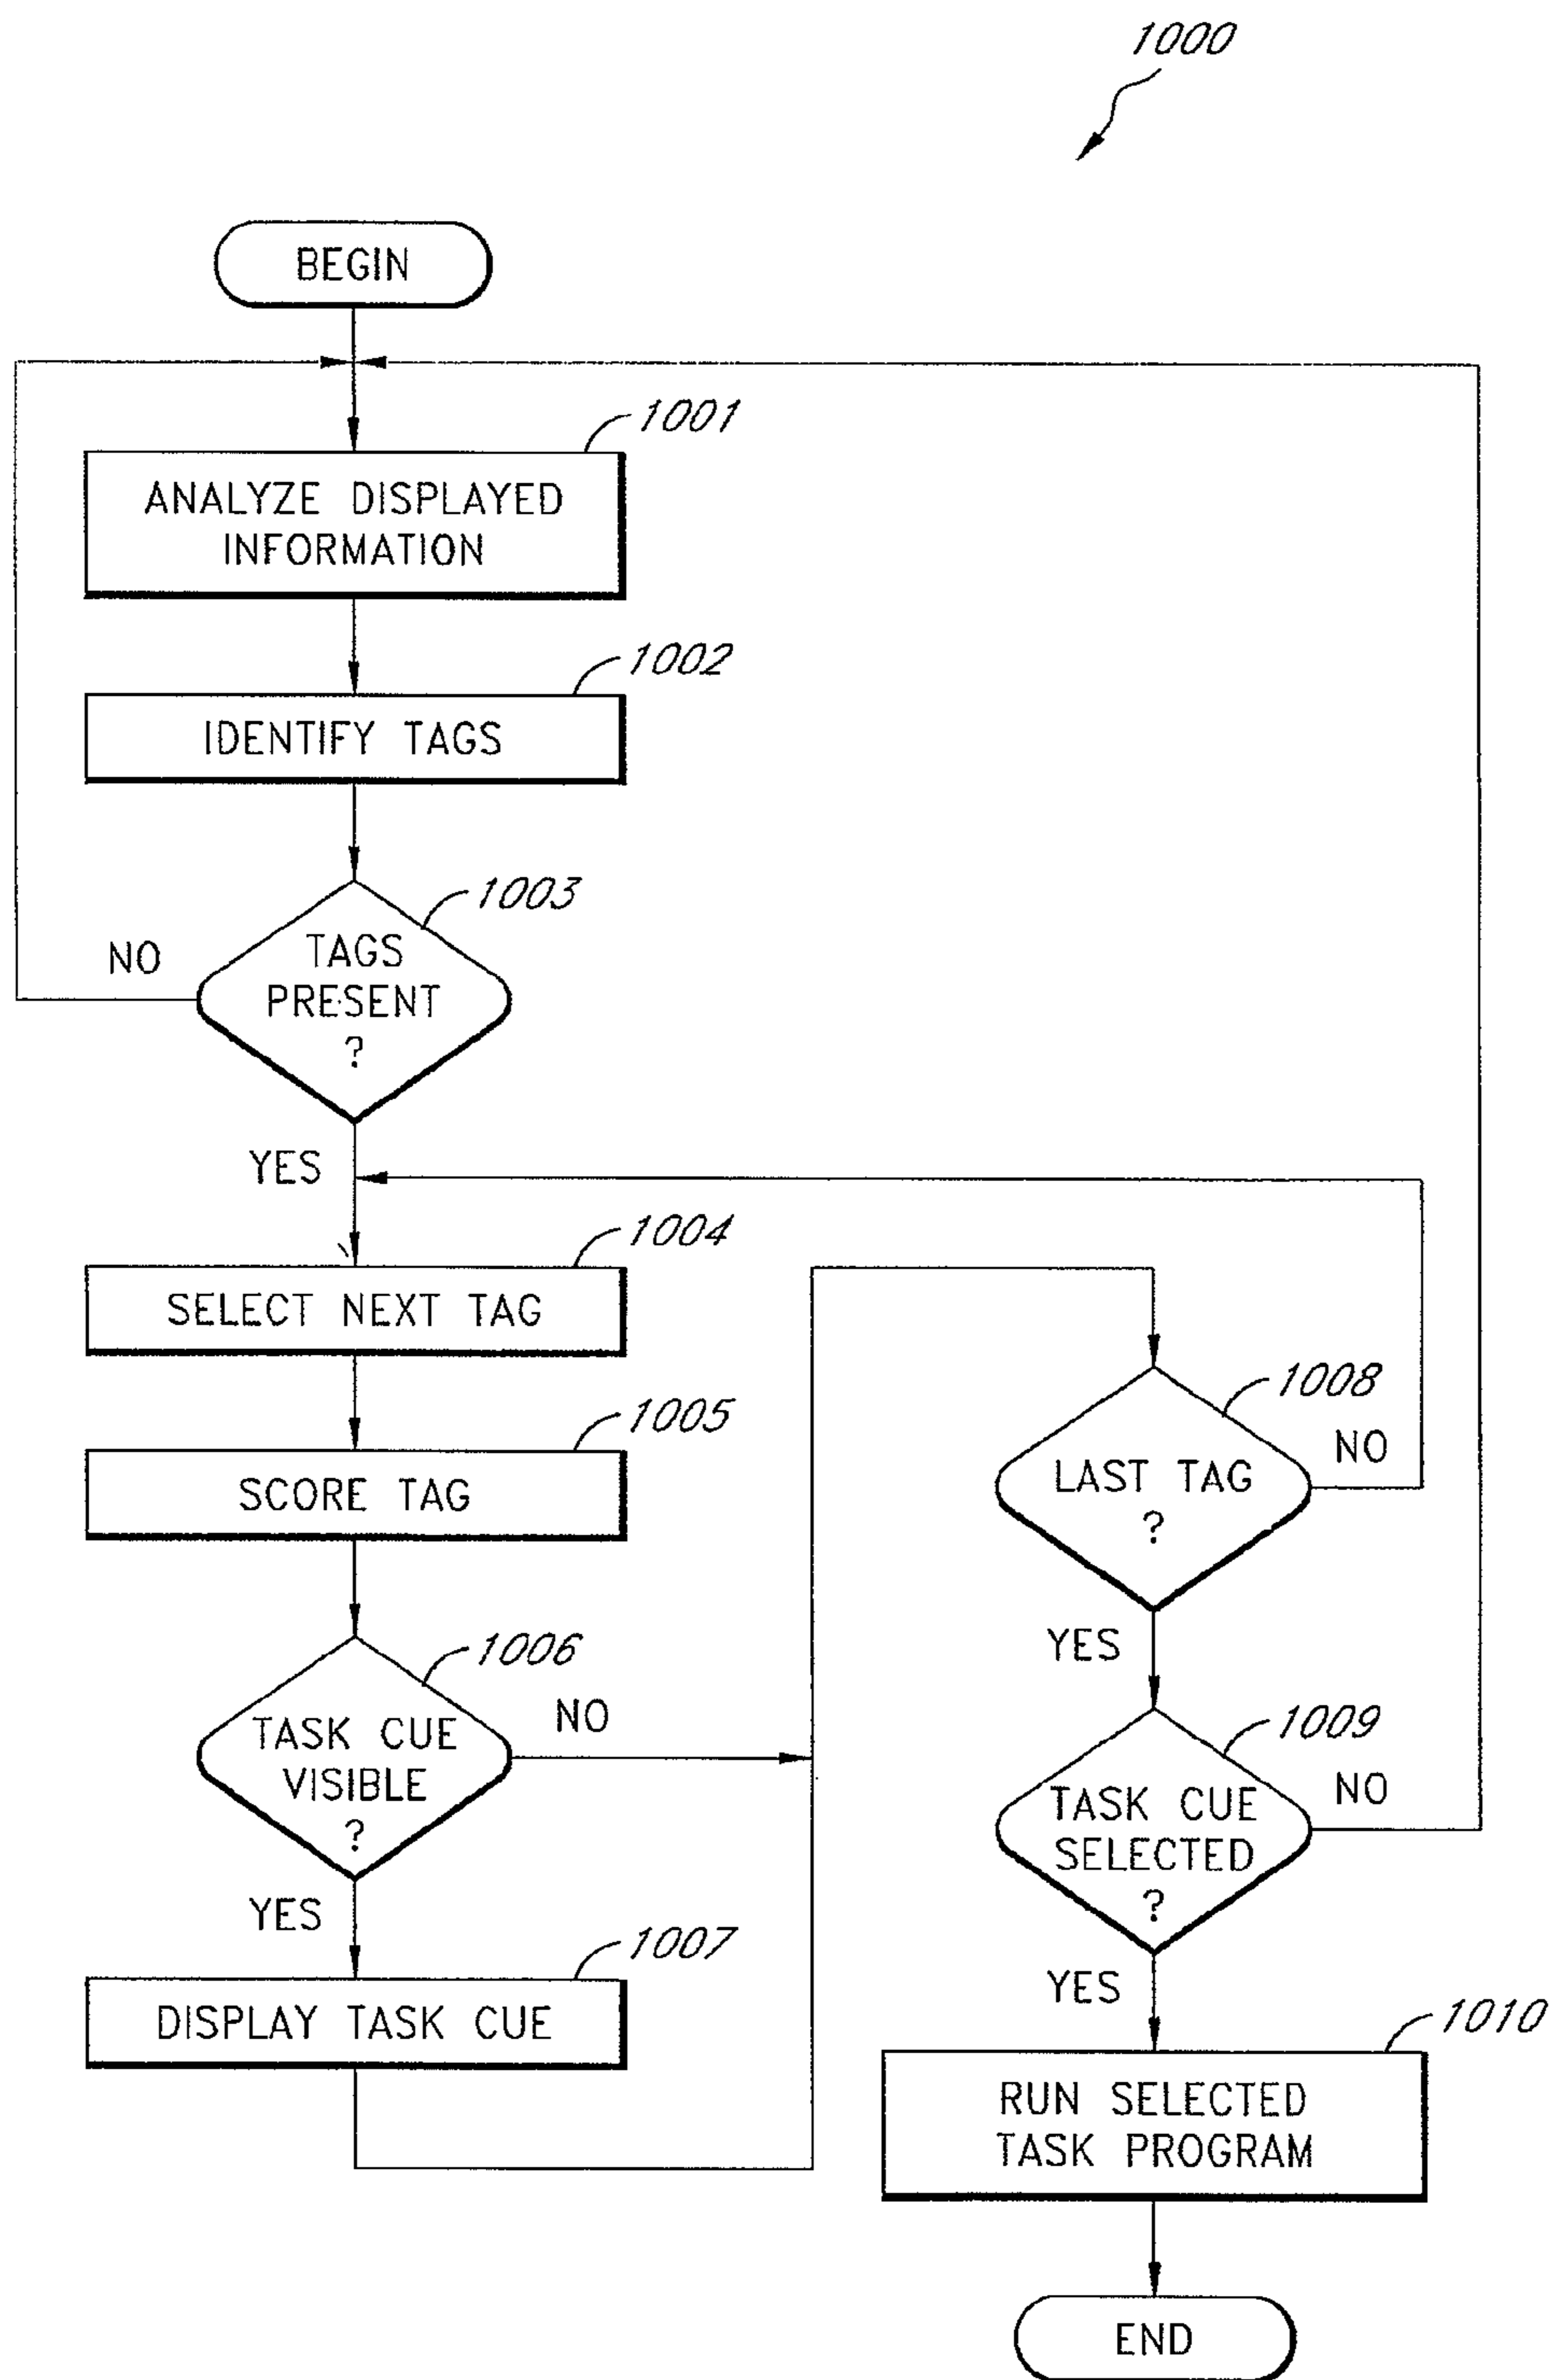 1000
BEGIN
1001
ANALYZE DISPLAYED
INFORMATION
1002
IDENTIFY TAGS
1003
TAGS
PRESENT
?
NO
YES
1004
SELECT NEXT TAG
1005
SCORE TAG
1006
TASK CUE
VISIBLE
?
NO
YES
1007
DISPLAY TASK CUE
1008
LAST TAG
?
NO
YES
1009
TASK CUE
SELECTED
?
NO
YES
1010
RUN SELECTED
TASK PROGRAM
END